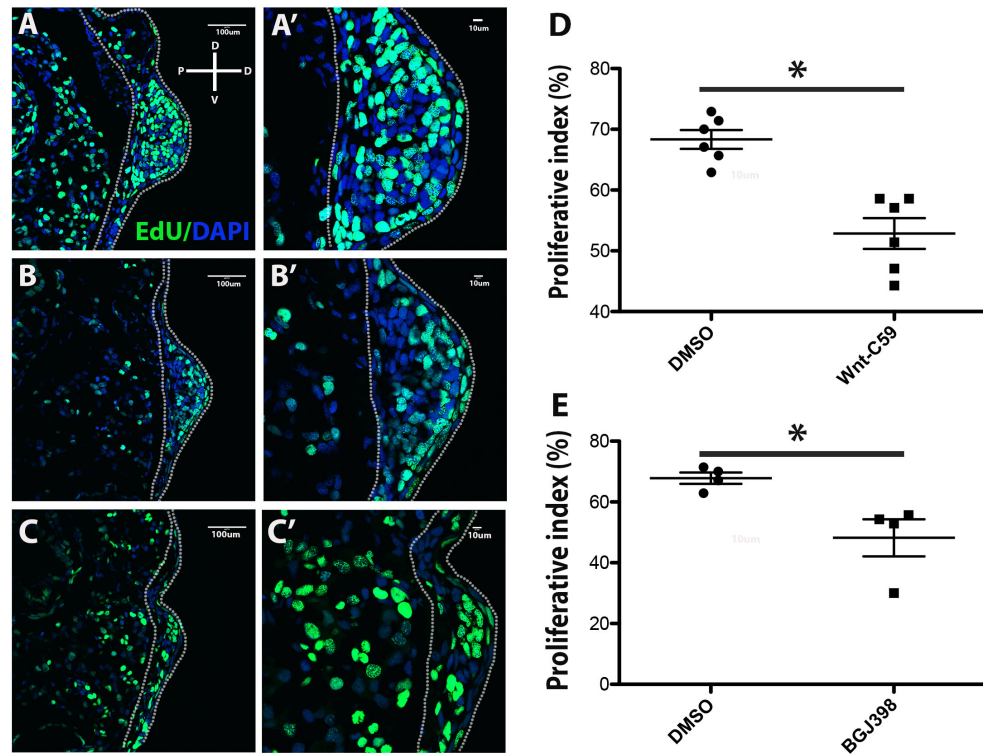 A
100um
D
P
D
V
EdU/DAPI
A'
10um
B
100um
B'
10um
C
100um
C'
10um
D
Proliferative index (%)
80
70
60
50
40
*
10um
DMSO
Wnt-C59
E
Proliferative index (%)
80
60
40
20
0
*
10um
DMSO
BGJ398